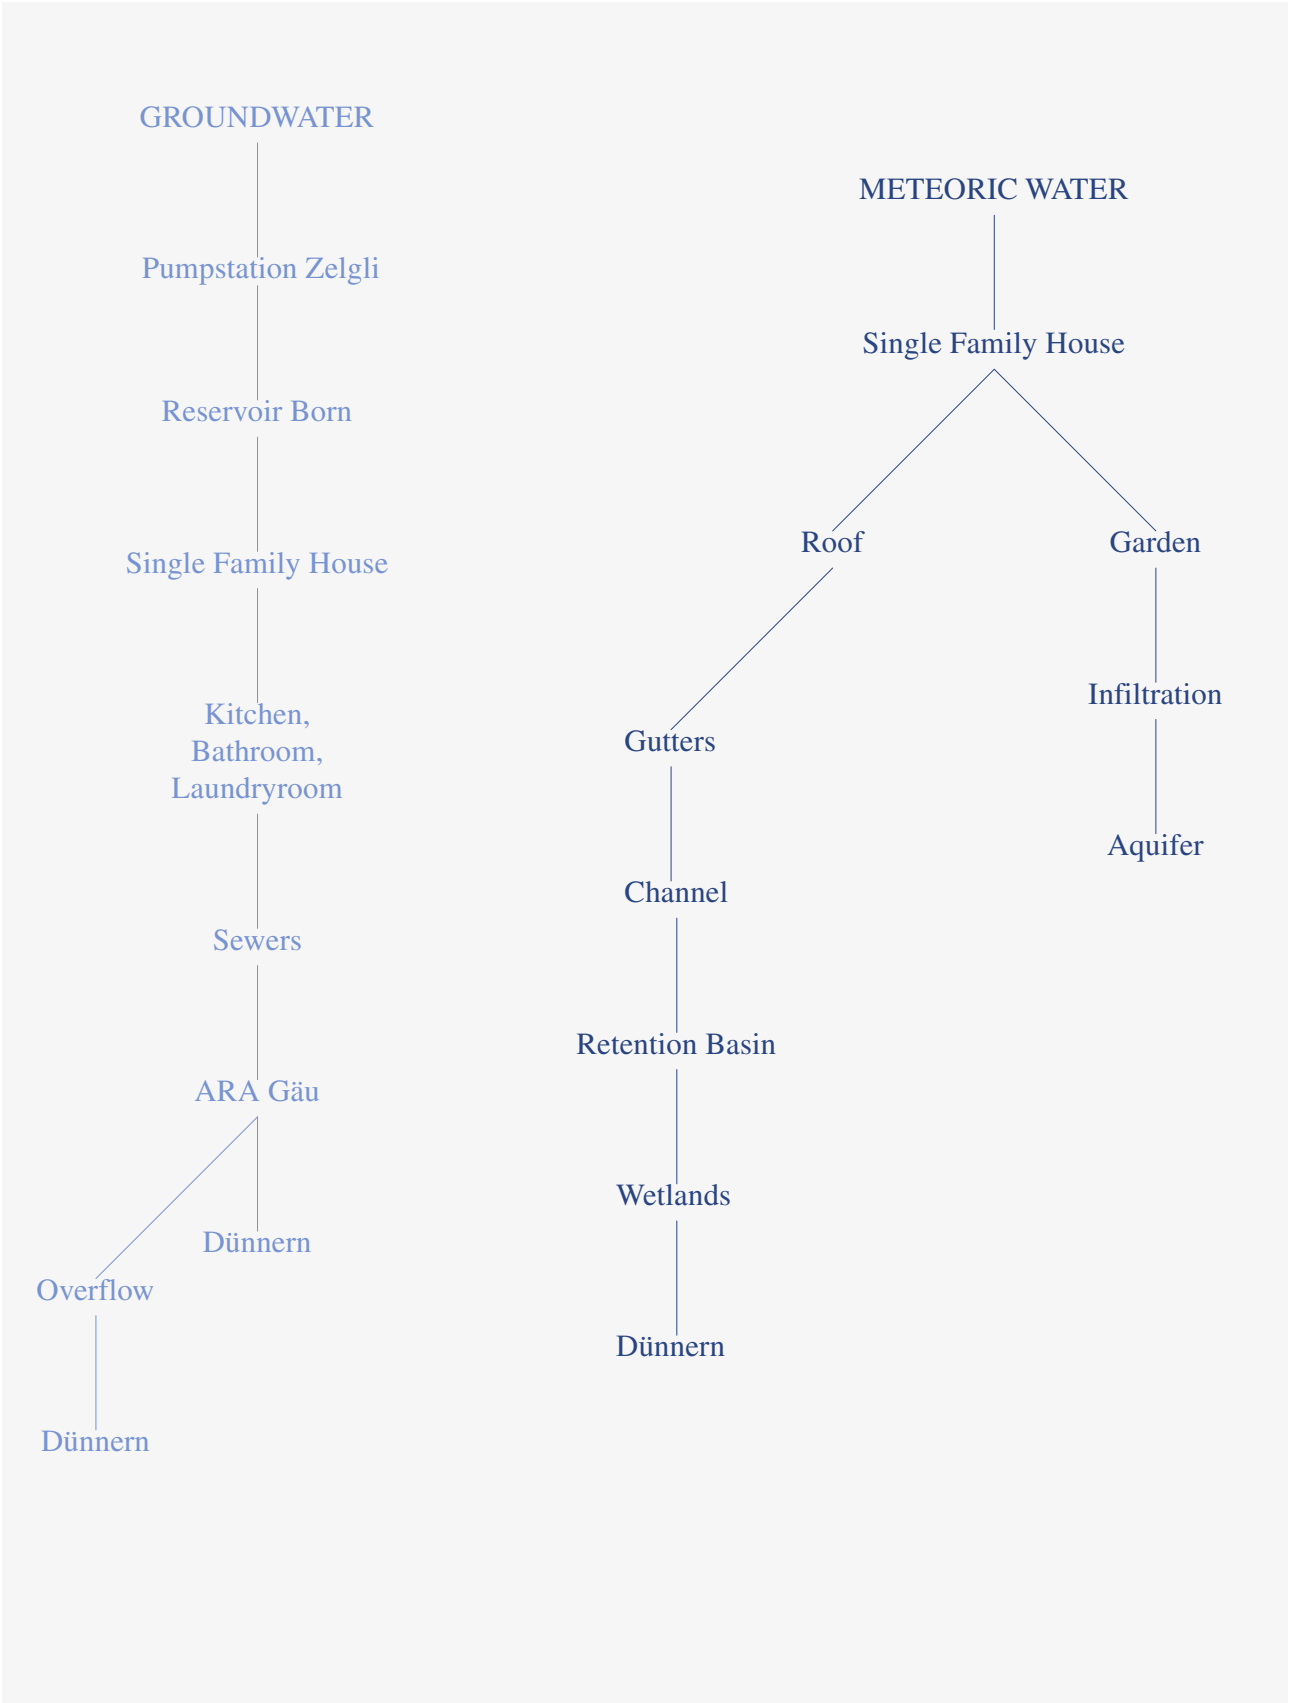 GROUNDWATER
Pumpstation Zelgli
Reservoir Born
Single Family House
Kitchen,
Bathroom,
Laundryroom
Sewers
ARA Gäu
Dünnern
Overflow
Dünnern
METEORIC WATER
Single Family House
Roof
Garden
Gutters
Infiltration
Channel
Aquifer
Retention Basin
Wetlands
Dünnern